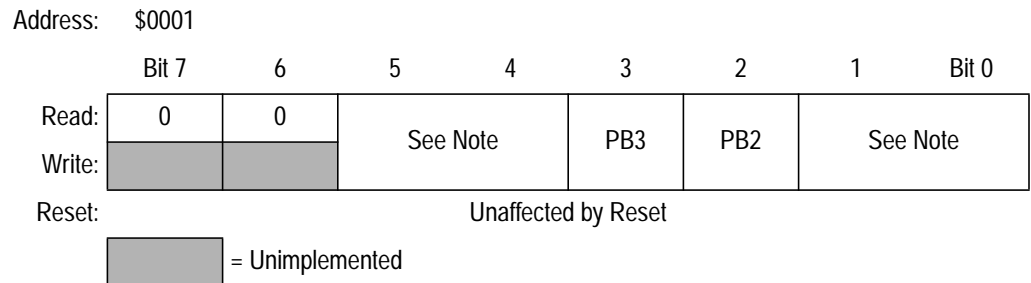 Address: $0001
Bit 7 6 5 4 3 2 1 Bit 0
Read: 0 0 See Note PB3 PB2 See Note
Write:
Reset: Unaffected by Reset
= Unimplemented